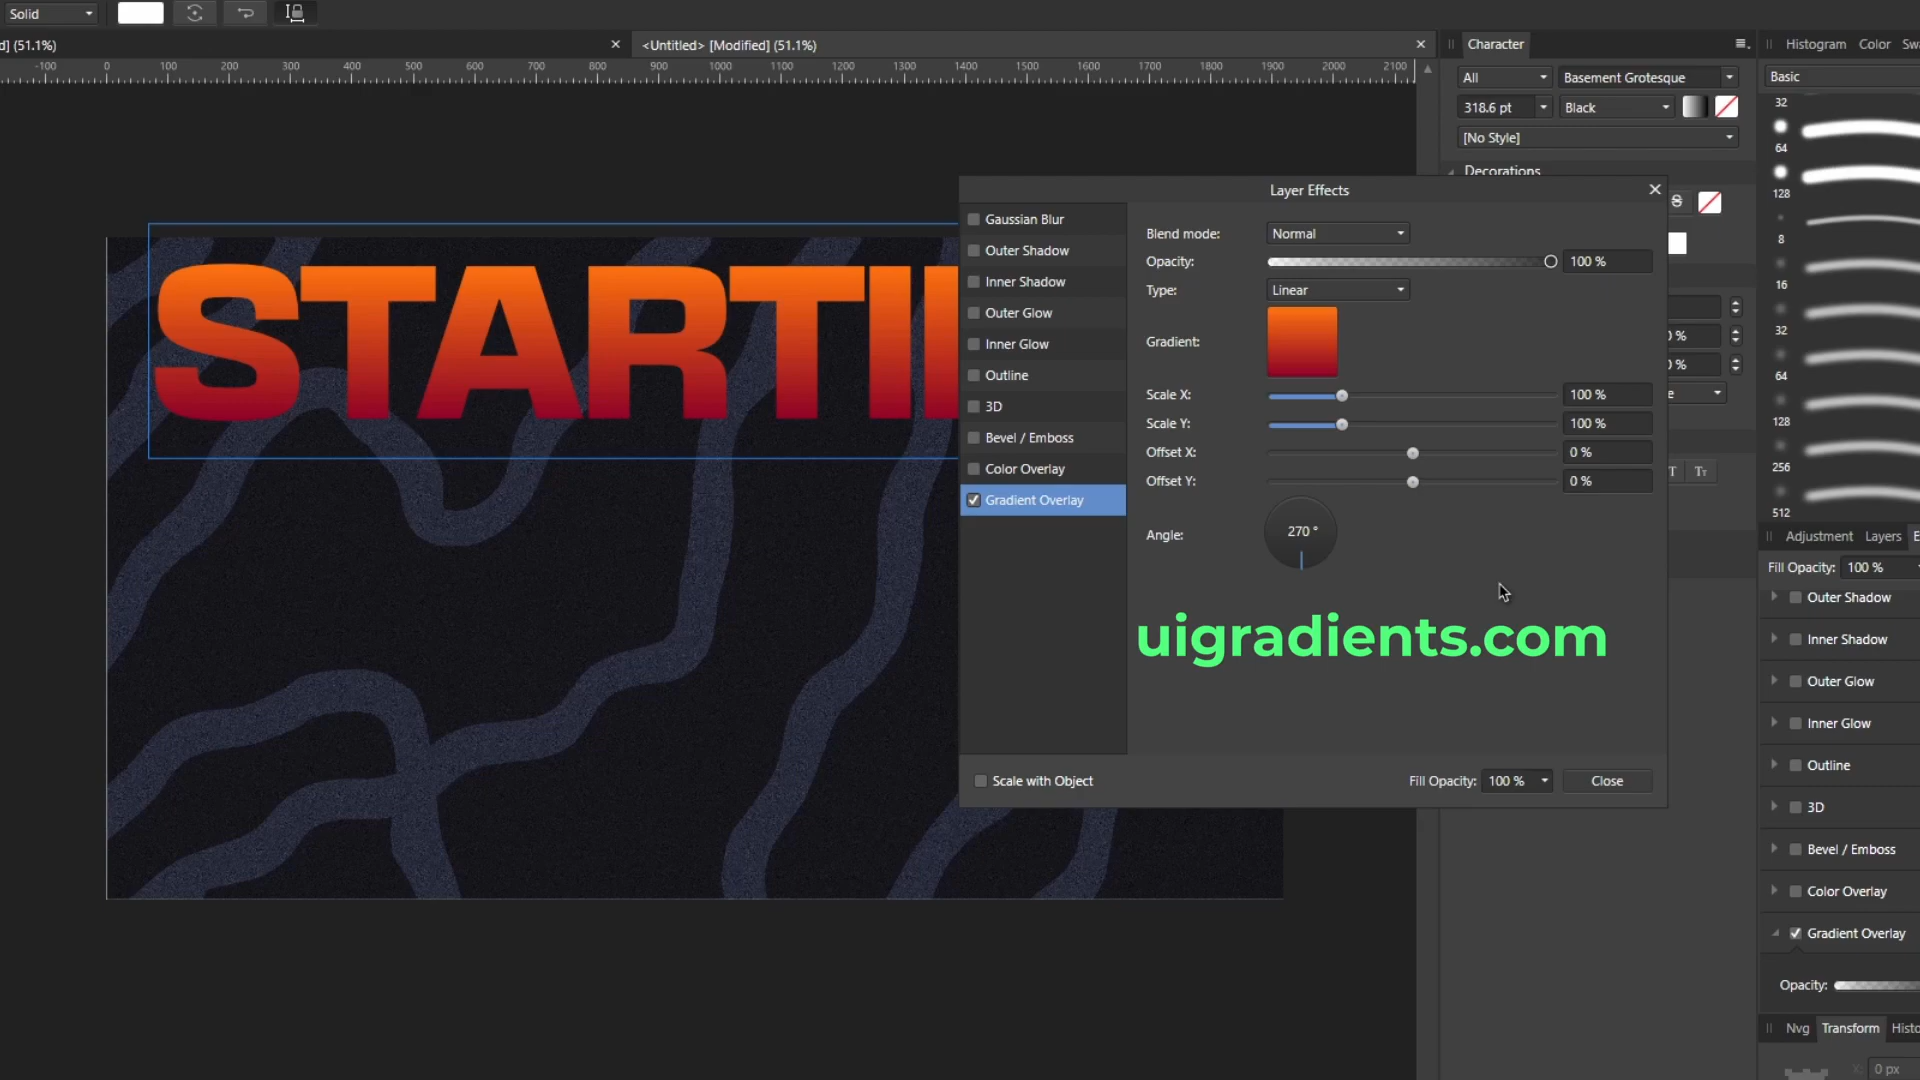 Solid
d] (51.1%)
<Untitled> [Modified] (51.1%)
-100 0 100 200 300 400 500 600 700 800 900 1000 1100 1200 1300 1400 1500 1600 1700 1800 1900 2000 2100
STARTI
Layer Effects
Gaussian Blur
Outer Shadow
Inner Shadow
Outer Glow
Inner Glow
Outline
3D
Bevel / Emboss
Color Overlay
Gradient Overlay
Blend mode: Normal
Opacity: 100 %
Type: Linear
Gradient:
Scale X: 100 %
Scale Y: 100 %
Offset X: 0 %
Offset Y: 0 %
Angle: 270 °
uigradients.com
Scale with Object
Fill Opacity: 100 %
Close
Character
All
Basement Grotesque
318.6 pt
Black
[No Style]
Decorations
S
0 %
0 %
e
T
TT
Histogram Color Swa
Basic
32
64
128
8
16
32
64
128
256
512
Adjustment Layers E
Fill Opacity: 100 %
Outer Shadow
Inner Shadow
Outer Glow
Inner Glow
Outline
3D
Bevel / Emboss
Color Overlay
Gradient Overlay
Opacity:
Nvg Transform Histo
X: 0 px